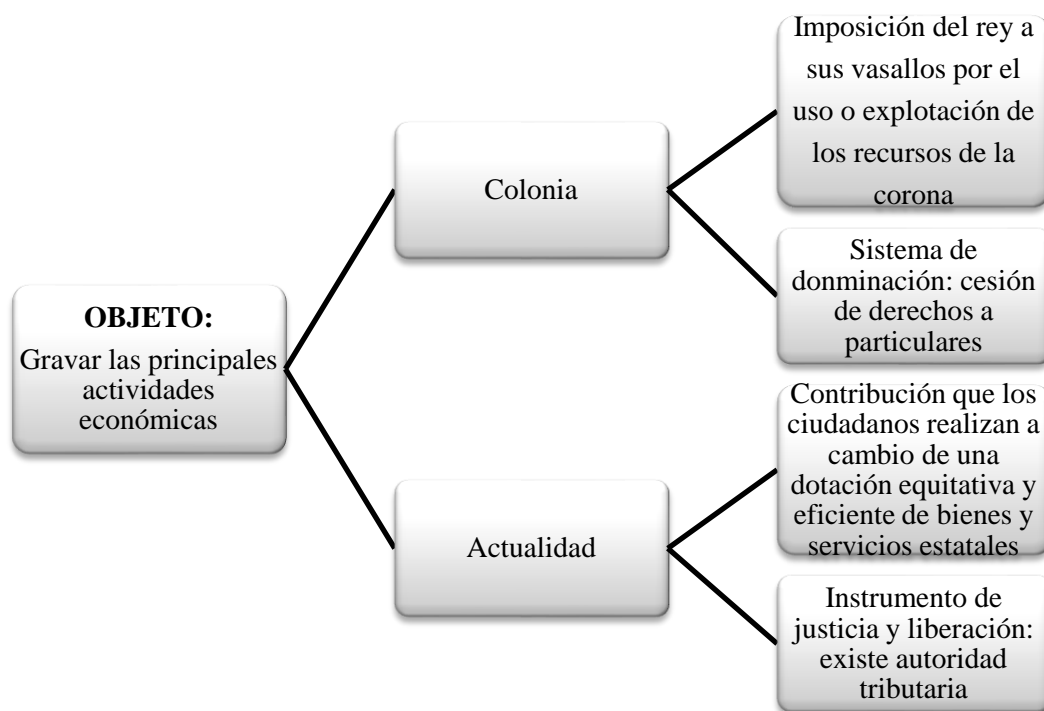 OBJETO:
Gravar las principales
actividades
económicas
Colonia
Imposición del rey a
sus vasallos por el
uso o explotación de
los recursos de la
corona
Sistema de
donminación: cesión
de derechos a
particulares
Actualidad
Contribución que los
ciudadanos realizan a
cambio de una
dotación equitativa y
eficiente de bienes y
servicios estatales
Instrumento de
justicia y liberación:
existe autoridad
tributaria